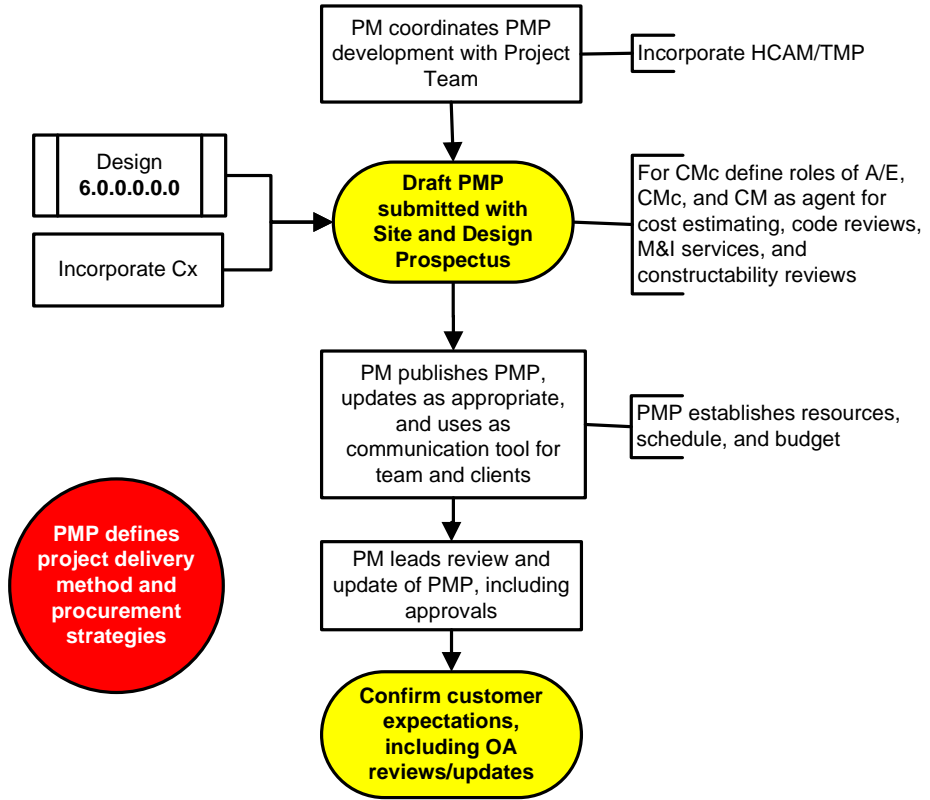 PM coordinates PMP
development with Project
Team
Incorporate HCAM/TMP
Design
6.0.0.0.0.0
Incorporate Cx
Draft PMP
submitted with
Site and Design
Prospectus
For CMc define roles of A/E,
CMc, and CM as agent for
cost estimating, code reviews,
M&I services, and
constructability reviews
PM publishes PMP,
updates as appropriate,
and uses as
communication tool for
team and clients
PMP establishes resources,
schedule, and budget
PMP defines
project delivery
method and
procurement
strategies
PM leads review and
update of PMP, including
approvals
Confirm customer
expectations,
including OA
reviews/updates